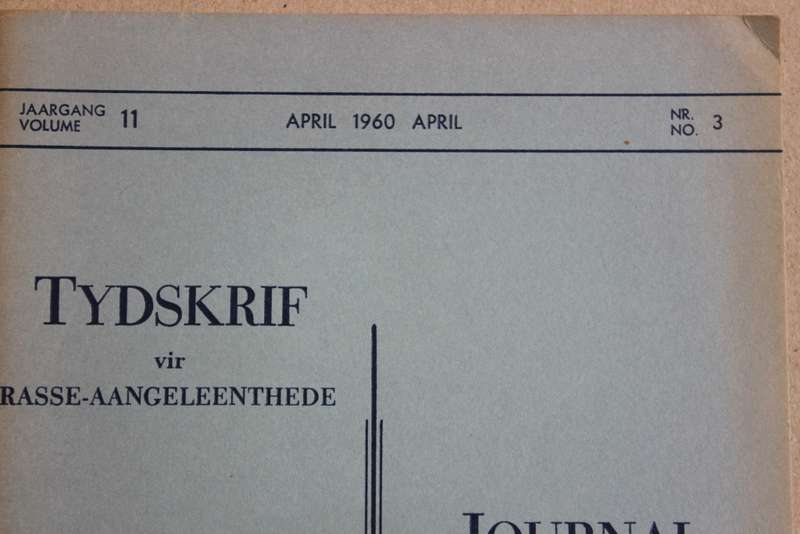 JAARGANG
VOLUME 11
APRIL 1960 APRIL
NR.
NO. 3
TYDSKRIF
vir
RASSE-AANGELEENTHEDE
JOURNAL